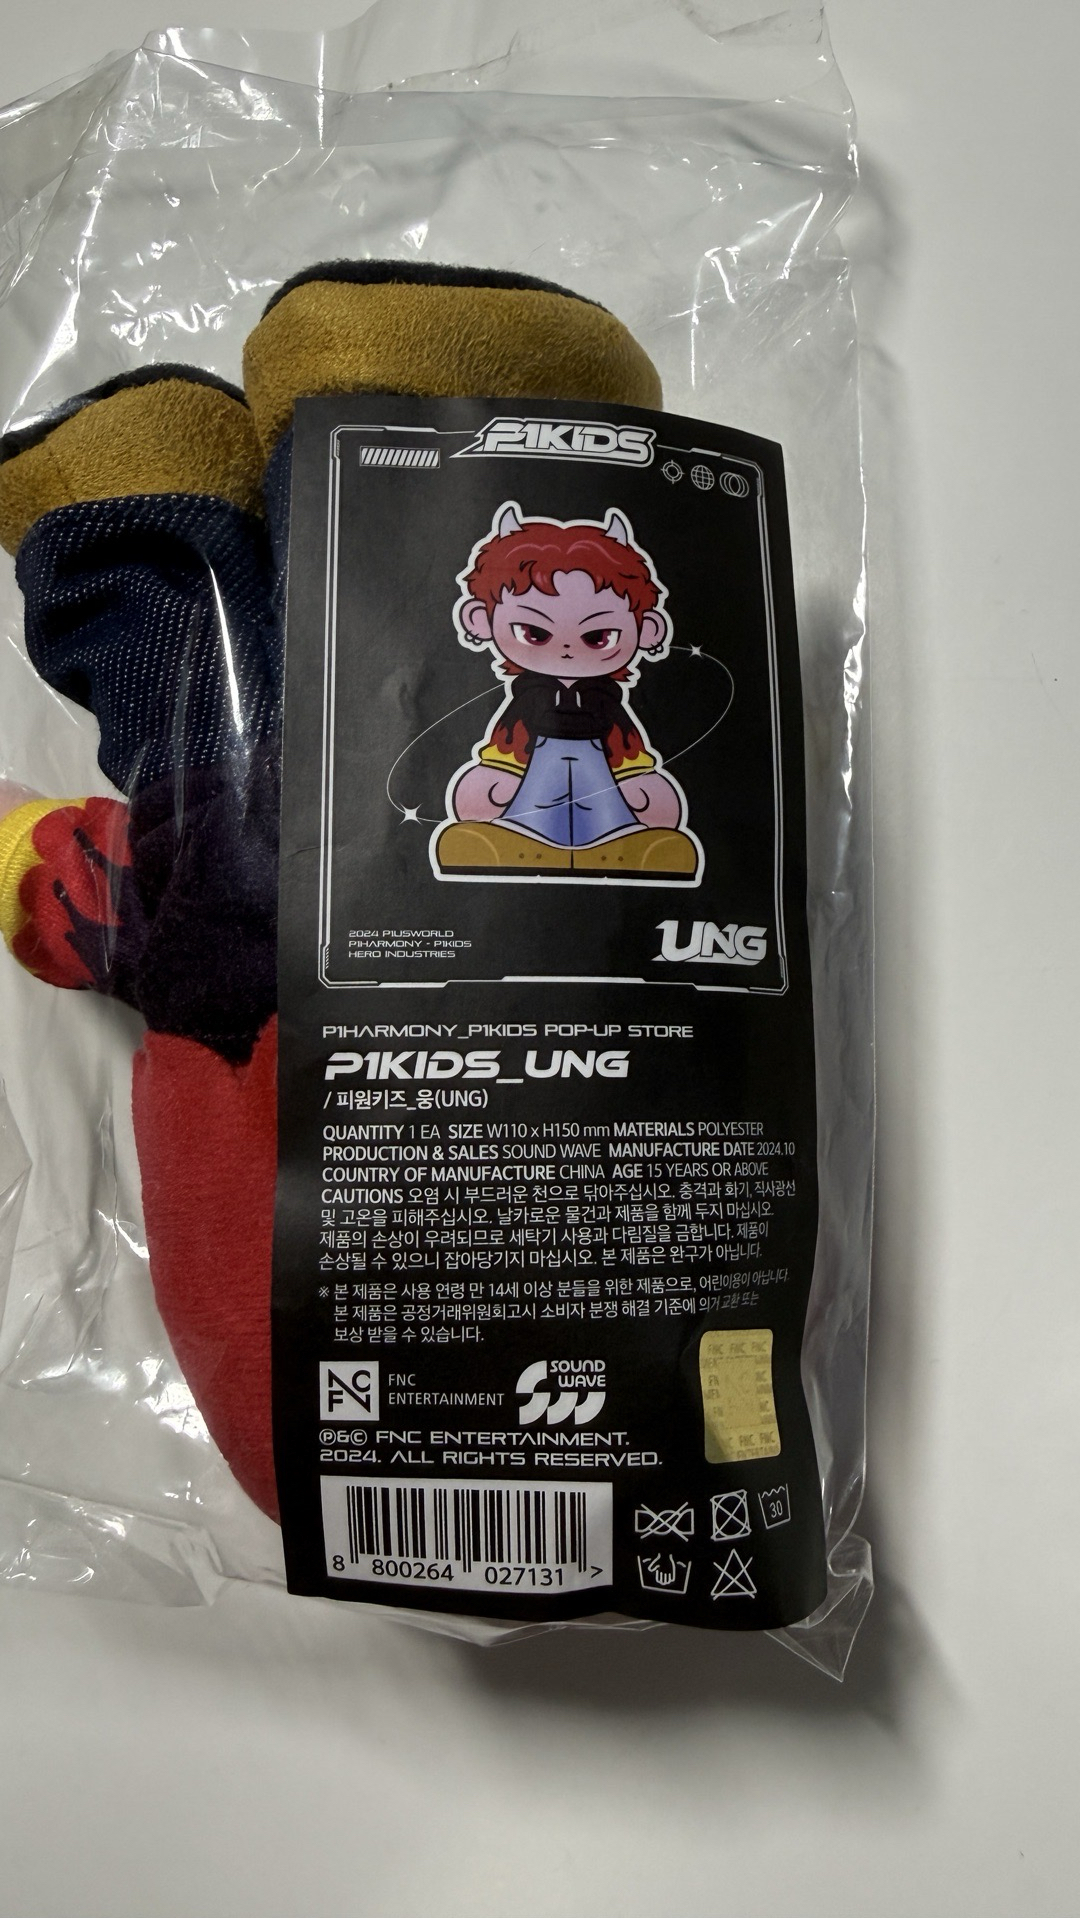 P1KIDS
UNG
2024 P1USWORLD
P1HARMONY - P1KIDS
HERO INDUSTRIES
P1HARMONY_P1KIDS POP-UP STORE
P1KIDS_UNG
/ 피원키즈_웅(UNG)
QUANTITY 1 EA SIZE W110 x H150 mm MATERIALS POLYESTER
PRODUCTION & SALES SOUND WAVE MANUFACTURE DATE 2024.10
COUNTRY OF MANUFACTURE CHINA AGE 15 YEARS OR ABOVE
CAUTIONS 오염 시 부드러운 천으로 닦아주십시오. 충격과 화기, 직사광선
및 고온을 피해주십시오. 날카로운 물건과 제품을 함께 두지 마십시오.
제품의 손상이 우려되므로 세탁기 사용과 다림질을 금합니다. 제품이
손상될 수 있으니 잡아당기지 마십시오. 본 제품은 완구가 아닙니다.
※ 본 제품은 사용 연령 만 14세 이상 분들을 위한 제품으로, 어린이용이 아닙니다.
본 제품은 공정거래위원회고시 소비자 분쟁 해결 기준에 의거 교환 또는
보상 받을 수 있습니다.
FNC
ENTERTAINMENT
SOUND
WAVE
FNC FNC FNC
FNC FNC
℗&© FNC ENTERTAINMENT.
2024. ALL RIGHTS RESERVED.
8 800264 027131 >
30